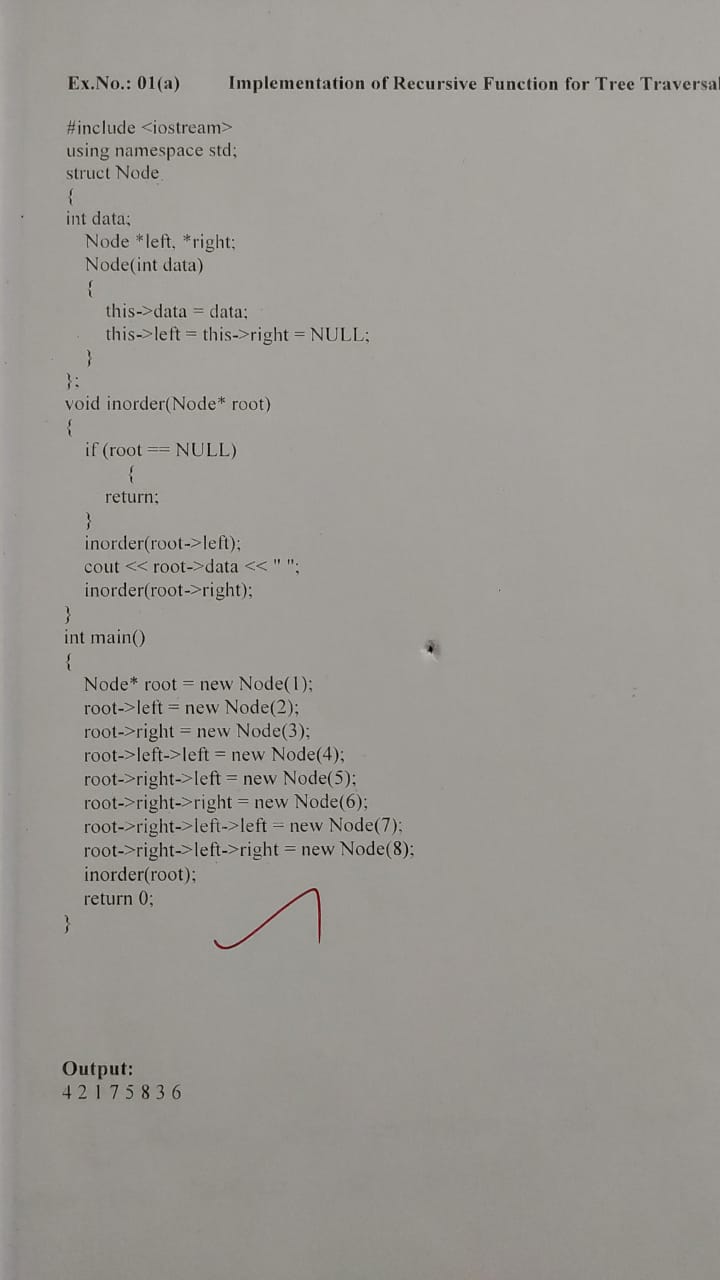 Ex.No.: 01(a) Implementation of Recursive Function for Tree Traversal
#include <iostream>
using namespace std;
struct Node
{
int data;
Node *left, *right;
Node(int data)
{
this->data = data;
this->left = this->right = NULL;
}
};
void inorder(Node* root)
{
if (root == NULL)
{
return;
}
inorder(root->left);
cout << root->data << " ";
inorder(root->right);
}
int main()
{
Node* root = new Node(1);
root->left = new Node(2);
root->right = new Node(3);
root->left->left = new Node(4);
root->right->left = new Node(5);
root->right->right = new Node(6);
root->right->left->left = new Node(7);
root->right->left->right = new Node(8);
inorder(root);
return 0;
}
Output:
4 2 1 7 5 8 3 6